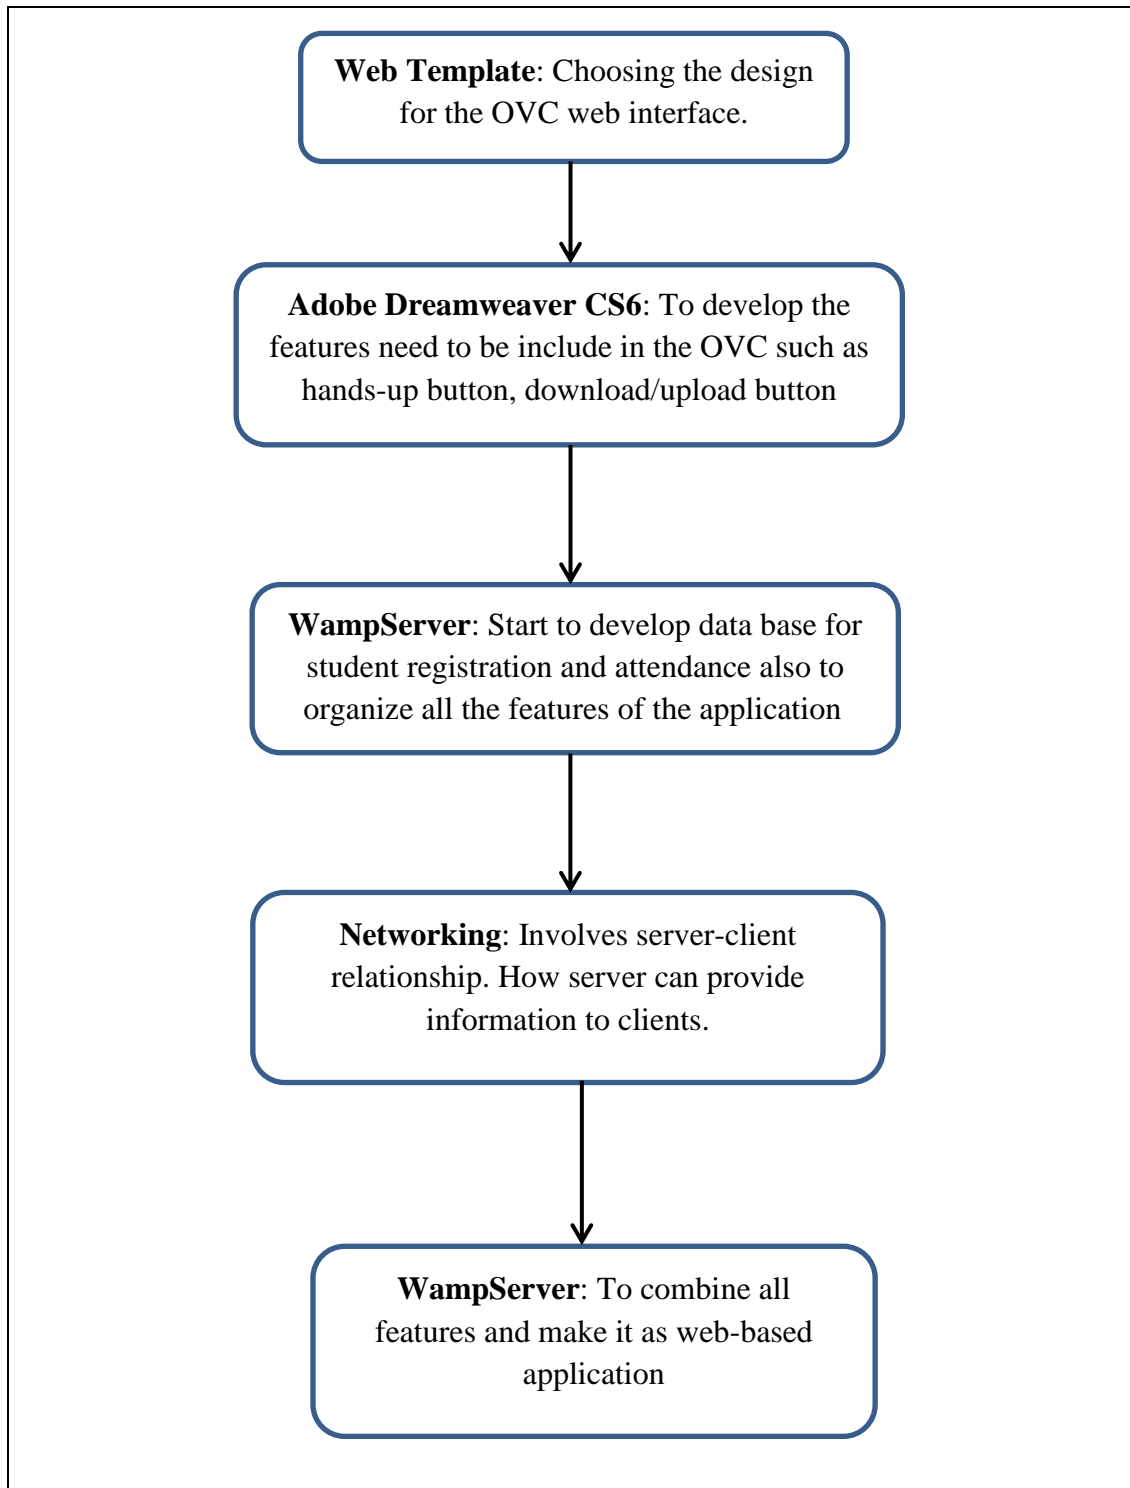 Web Template: Choosing the design
for the OVC web interface.
Adobe Dreamweaver CS6: To develop the
features need to be include in the OVC such as
hands-up button, download/upload button
WampServer: Start to develop data base for
student registration and attendance also to
organize all the features of the application
Networking: Involves server-client
relationship. How server can provide
information to clients.
WampServer: To combine all
features and make it as web-based
application